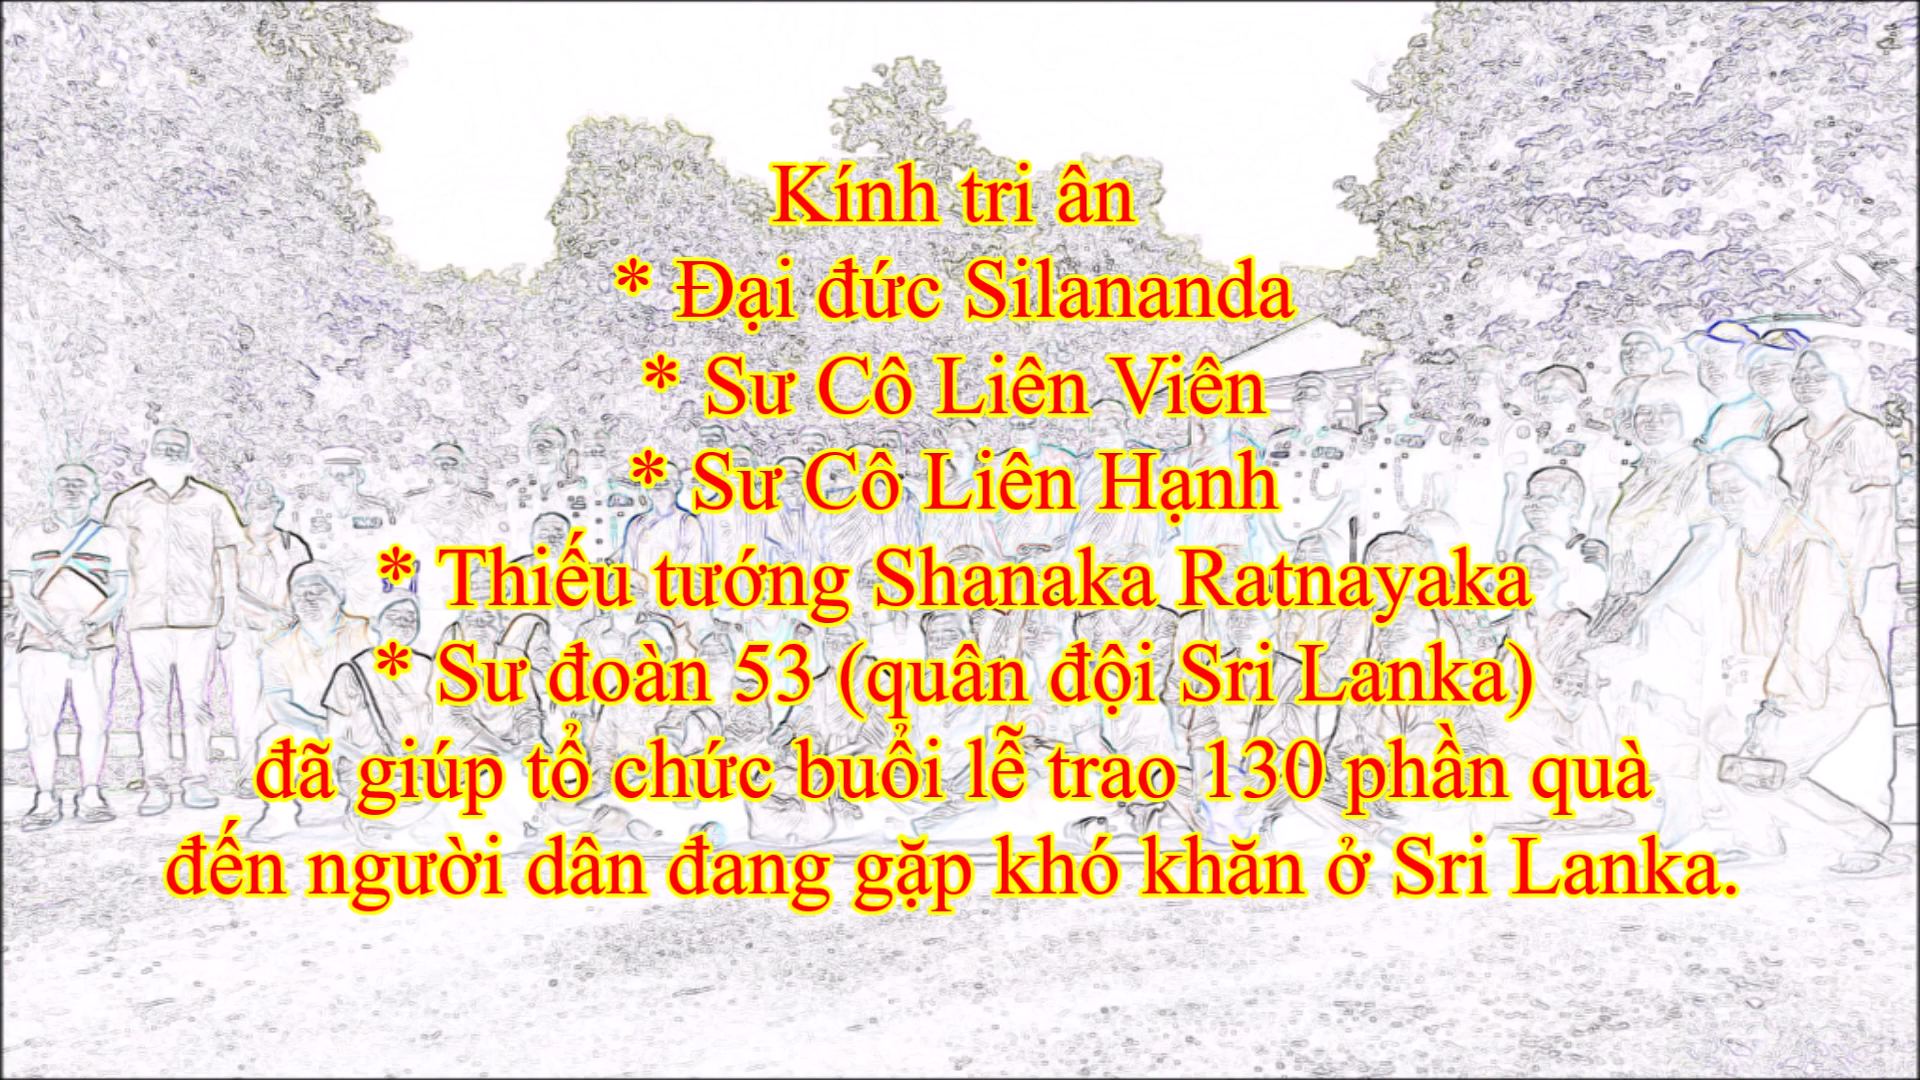 Kính tri ân
* Đại đức Silananda
* Sư Cô Liên Viên
* Sư Cô Liên Hạnh
* Thiếu tướng Shanaka Ratnayaka
* Sư đoàn 53 (quân đội Sri Lanka)
đã giúp tổ chức buổi lễ trao 130 phần quà
đến người dân đang gặp khó khăn ở Sri Lanka.